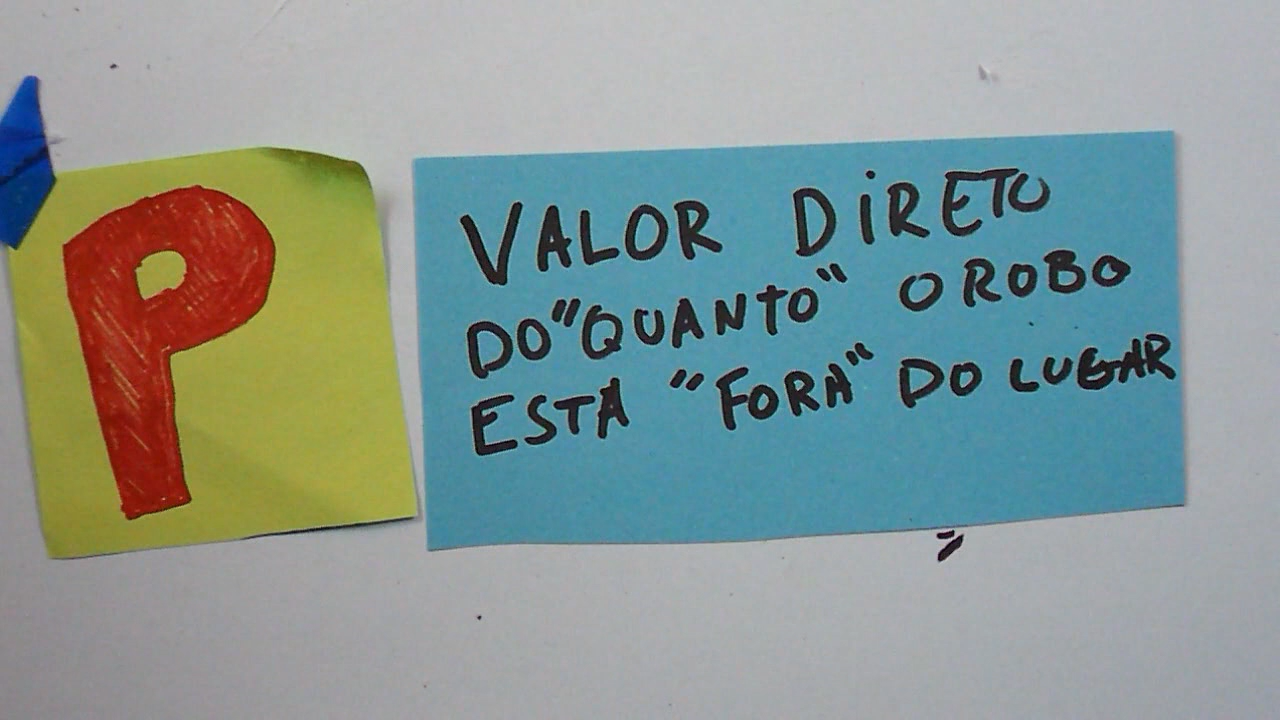 P
VALOR DiRETO
DO "QUANTO" O ROBO
ESTA "FORA" DO LUGAR